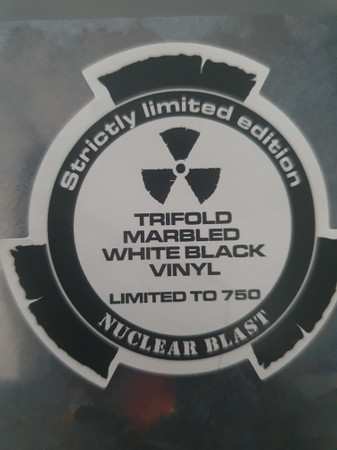 Strictly limited edition
TRIFOLD
MARBLED
WHITE BLACK
VINYL
LIMITED TO 750
NUCLEAR BLAST